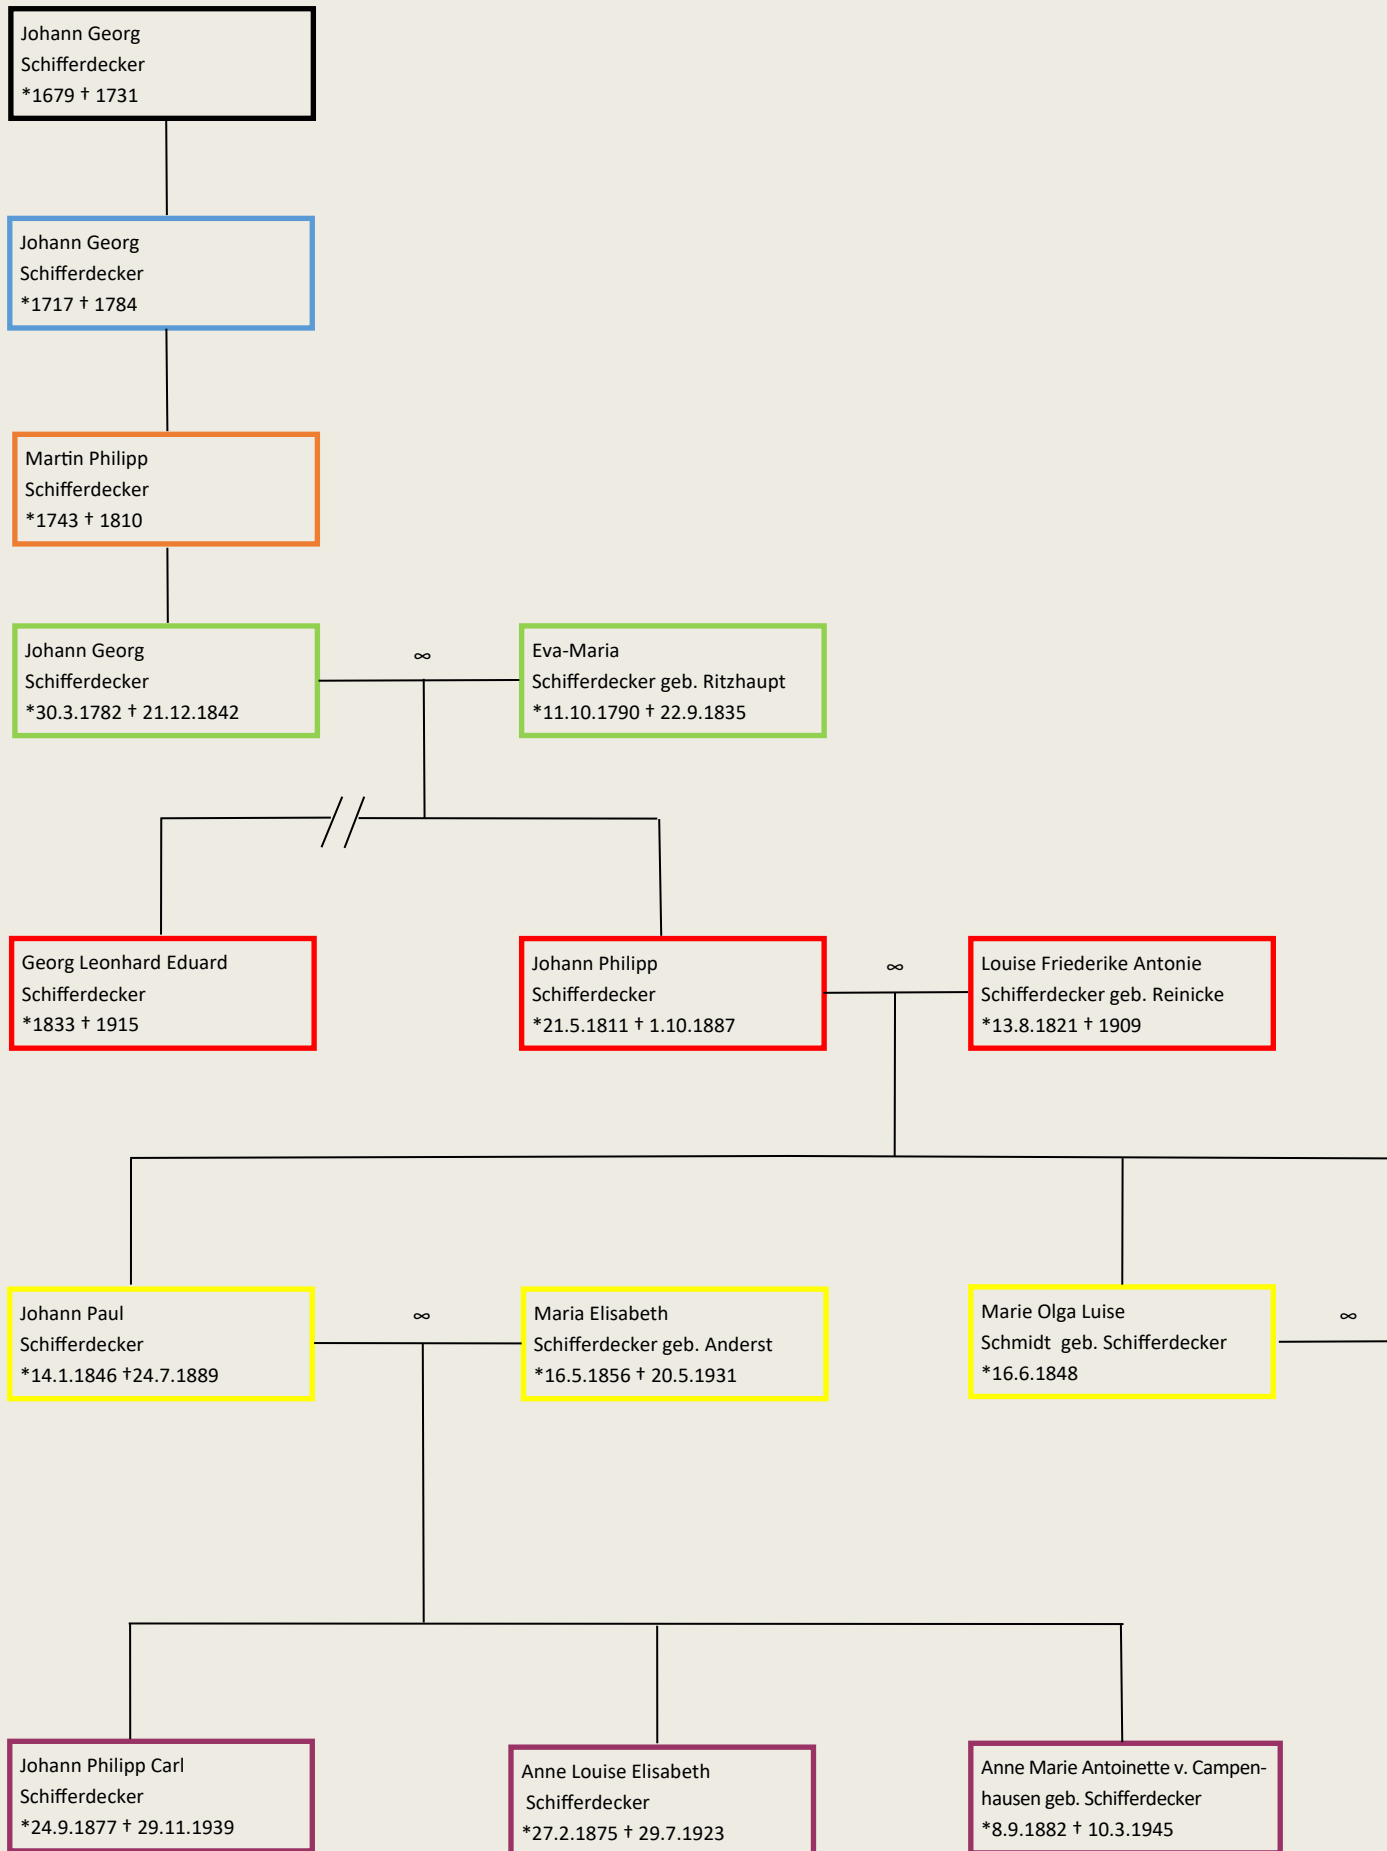 Johann Georg
Schifferdecker
*1679 † 1731
Johann Georg
Schifferdecker
*1717 † 1784
Martin Philipp
Schifferdecker
*1743 † 1810
Johann Georg
Schifferdecker
*30.3.1782 † 21.12.1842
∞
Eva-Maria
Schifferdecker geb. Ritzhaupt
*11.10.1790 † 22.9.1835
Georg Leonhard Eduard
Schifferdecker
*1833 † 1915
Johann Philipp
Schifferdecker
*21.5.1811 † 1.10.1887
∞
Louise Friederike Antonie
Schifferdecker geb. Reinicke
*13.8.1821 † 1909
Johann Paul
Schifferdecker
*14.1.1846 †24.7.1889
∞
Maria Elisabeth
Schifferdecker geb. Anderst
*16.5.1856 † 20.5.1931
Marie Olga Luise
Schmidt  geb. Schifferdecker
*16.6.1848
∞
Johann Philipp Carl
Schifferdecker
*24.9.1877 † 29.11.1939
Anne Louise Elisabeth
Schifferdecker
*27.2.1875 † 29.7.1923
Anne Marie Antoinette v. Campen-
hausen geb. Schifferdecker
*8.9.1882 † 10.3.1945